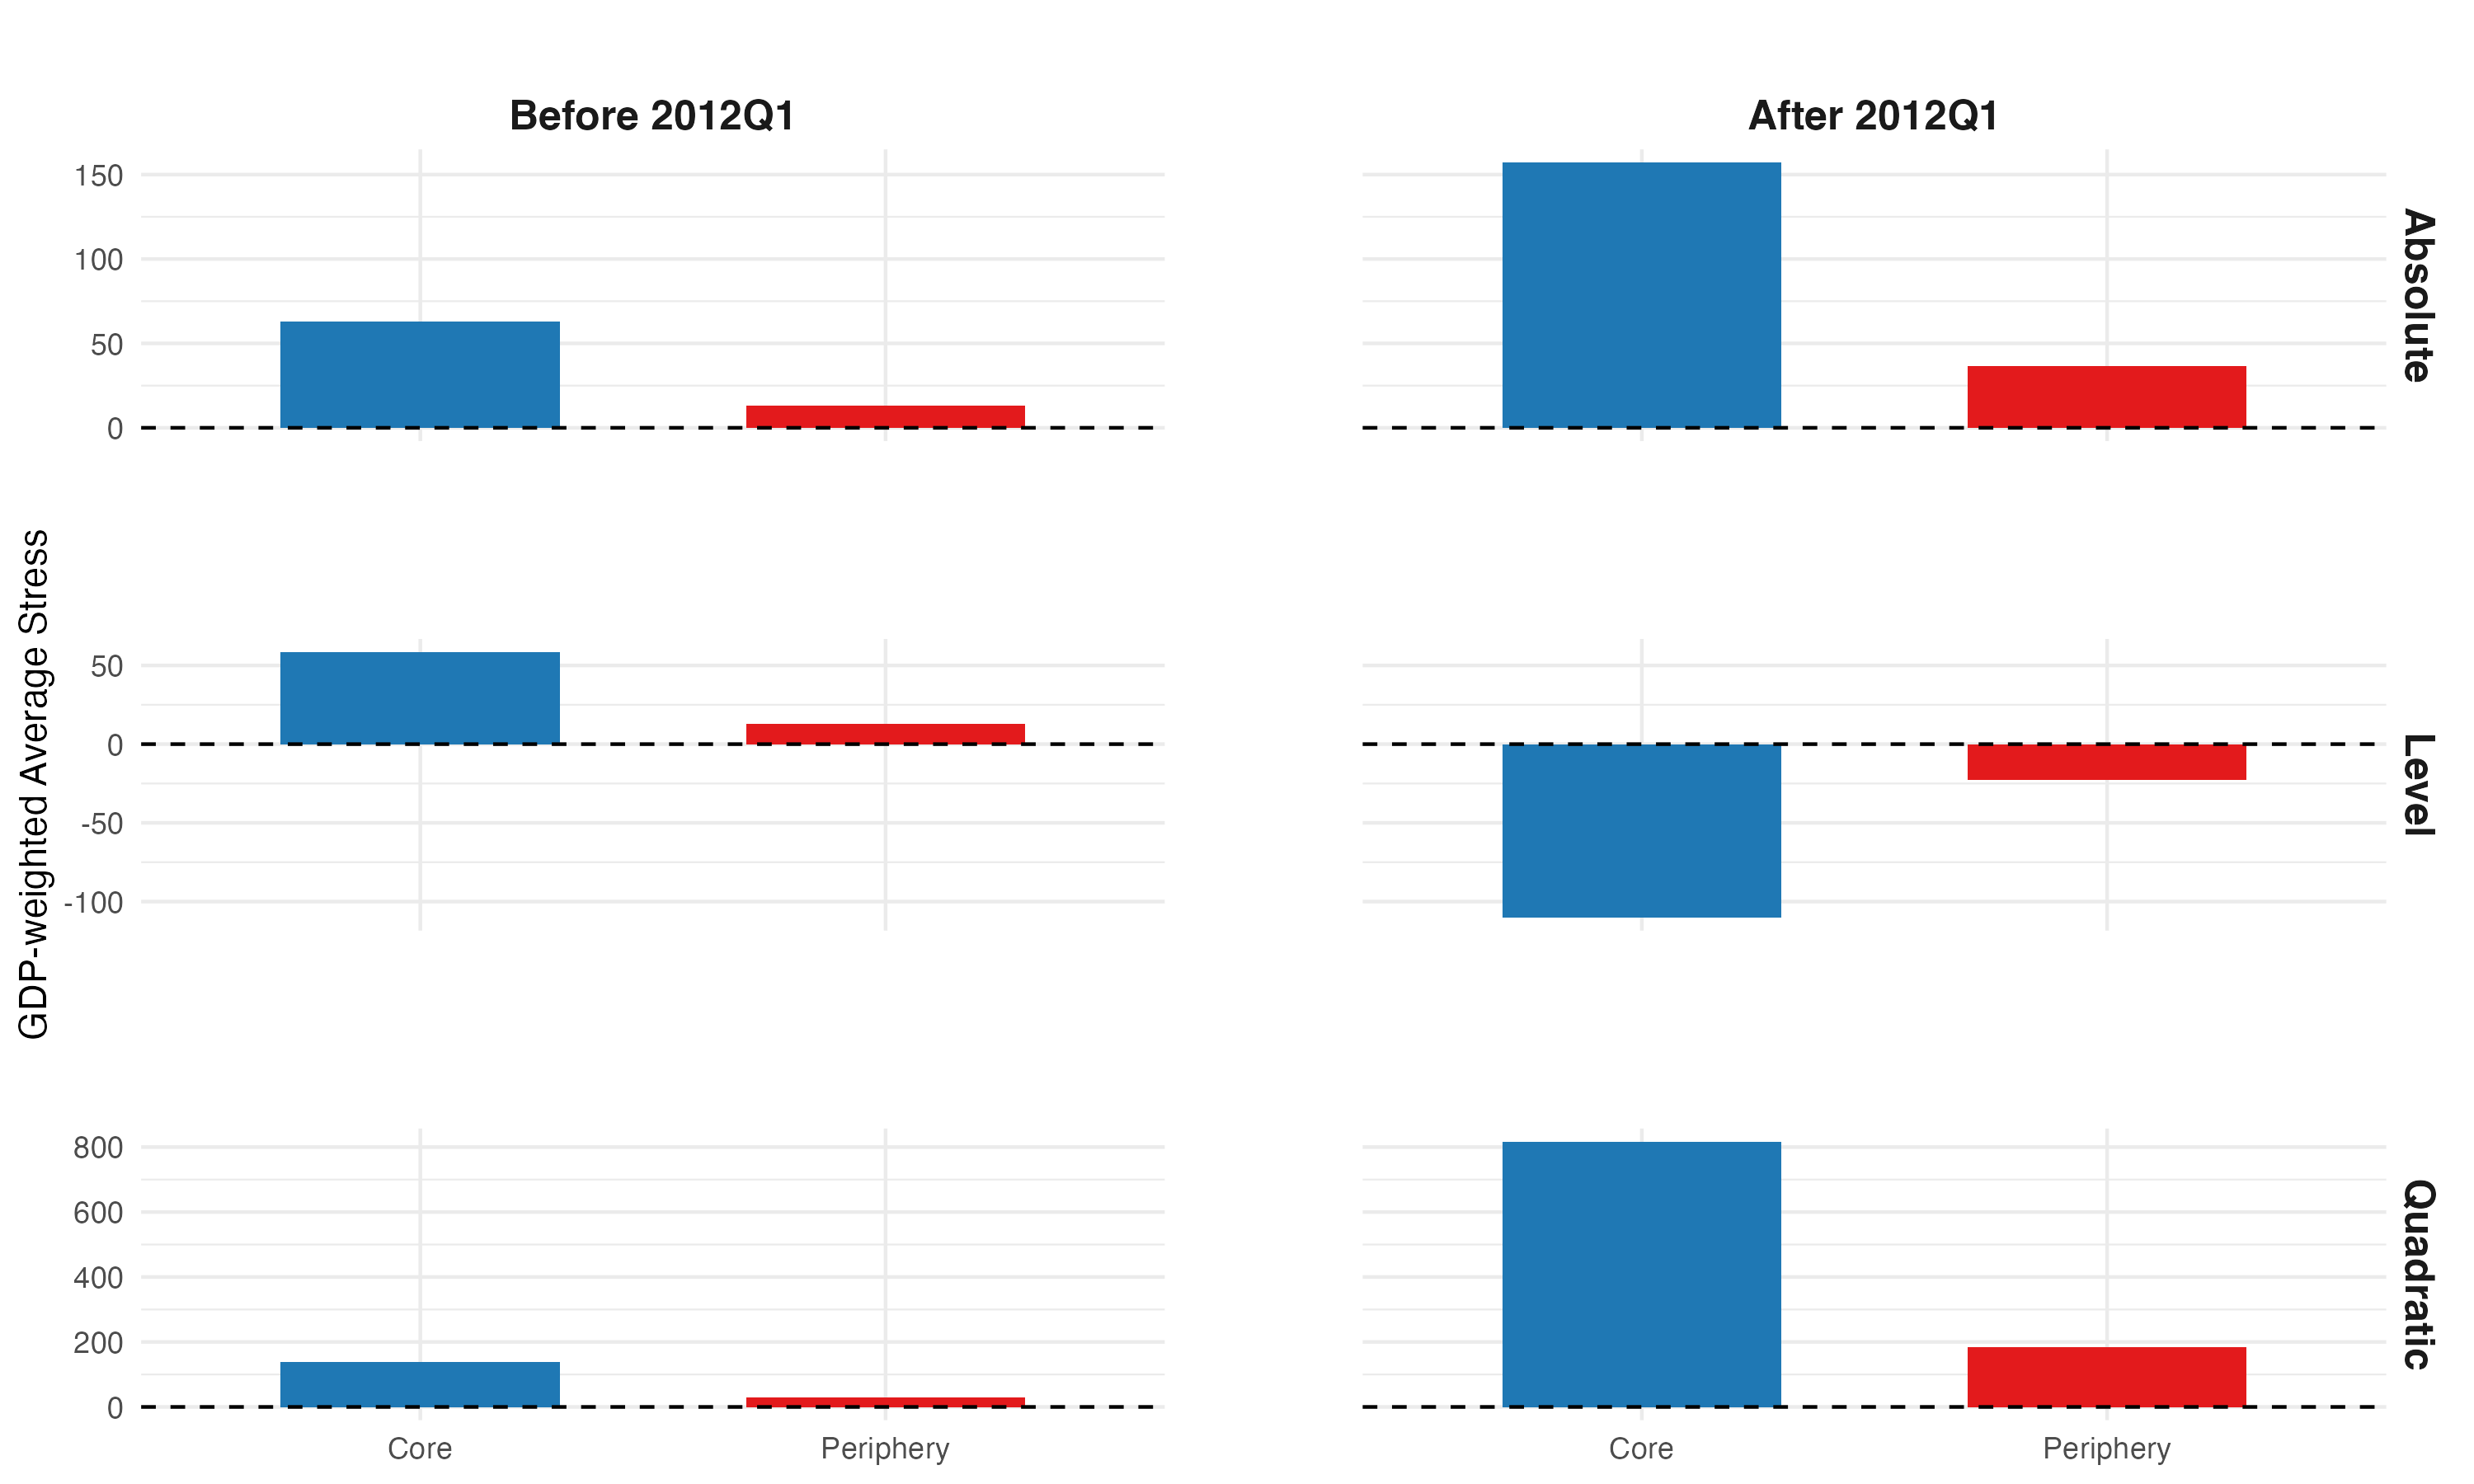 Before 2012Q1
After 2012Q1
150
100
50
0
Absolute
GDP-weighted Average Stress
50
0
-50
-100
Level
800
600
400
200
0
Quadratic
Core
Periphery
Core
Periphery